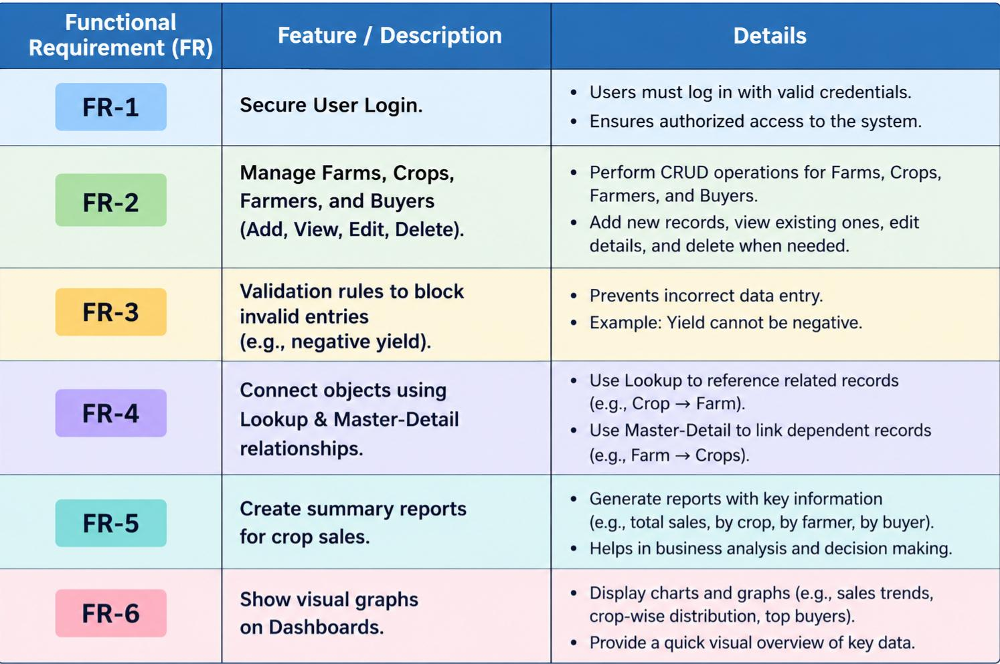 Functional
Requirement (FR)
Feature / Description
Details
FR-1
Secure User Login.
• Users must log in with valid credentials.
• Ensures authorized access to the system.
FR-2
Manage Farms, Crops,
Farmers, and Buyers
(Add, View, Edit, Delete).
• Perform CRUD operations for Farms, Crops,
Farmers, and Buyers.
• Add new records, view existing ones, edit
details, and delete when needed.
FR-3
Validation rules to block
invalid entries
(e.g., negative yield).
• Prevents incorrect data entry.
• Example: Yield cannot be negative.
FR-4
Connect objects using
Lookup & Master-Detail
relationships.
• Use Lookup to reference related records
(e.g., Crop → Farm).
• Use Master-Detail to link dependent records
(e.g., Farm → Crops).
FR-5
Create summary reports
for crop sales.
• Generate reports with key information
(e.g., total sales, by crop, by farmer, by buyer).
• Helps in business analysis and decision making.
FR-6
Show visual graphs
on Dashboards.
• Display charts and graphs (e.g., sales trends,
crop-wise distribution, top buyers).
• Provide a quick visual overview of key data.